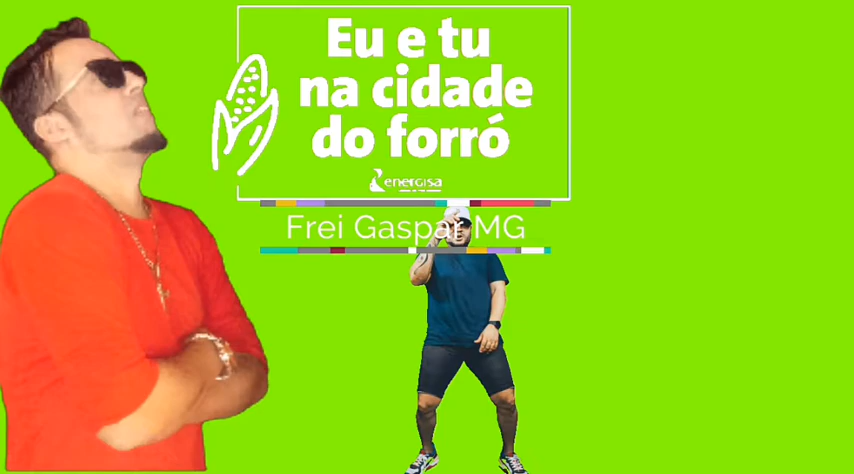 Eu e tu
na cidade
do forró
energisa
Frei Gaspar MG